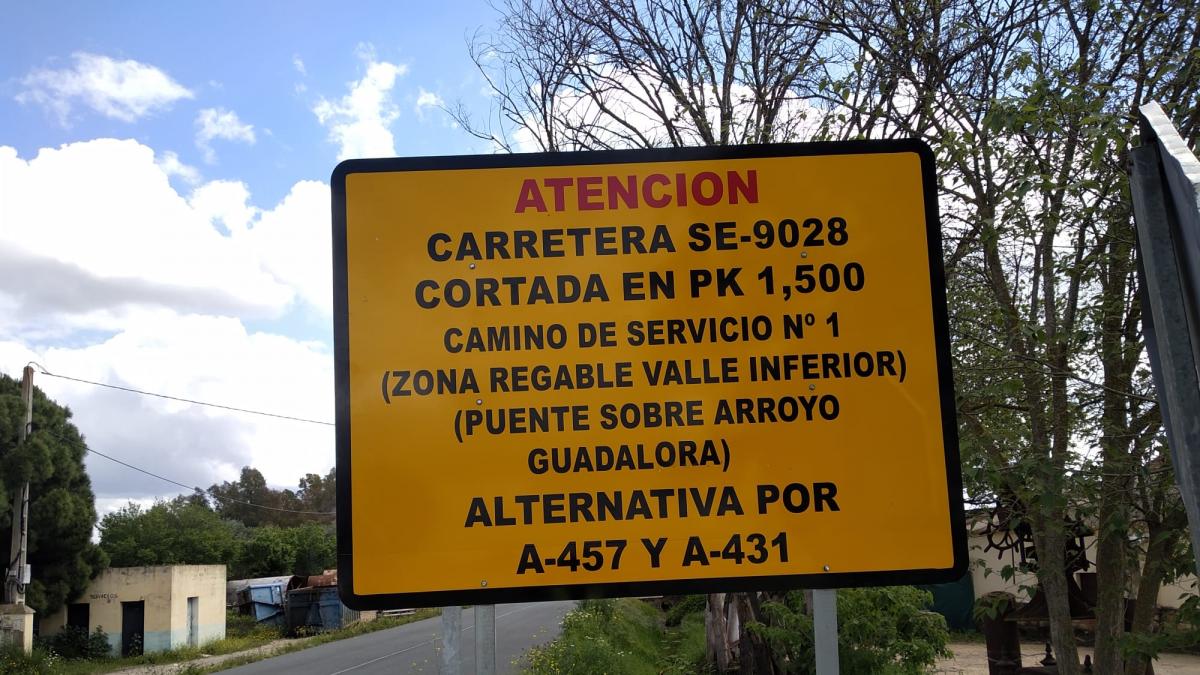 ATENCION
CARRETERA SE-9028
CORTADA EN PK 1,500
CAMINO DE SERVICIO Nº 1
(ZONA REGABLE VALLE INFERIOR)
(PUENTE SOBRE ARROYO
GUADALORA)
ALTERNATIVA POR
A-457 Y A-431